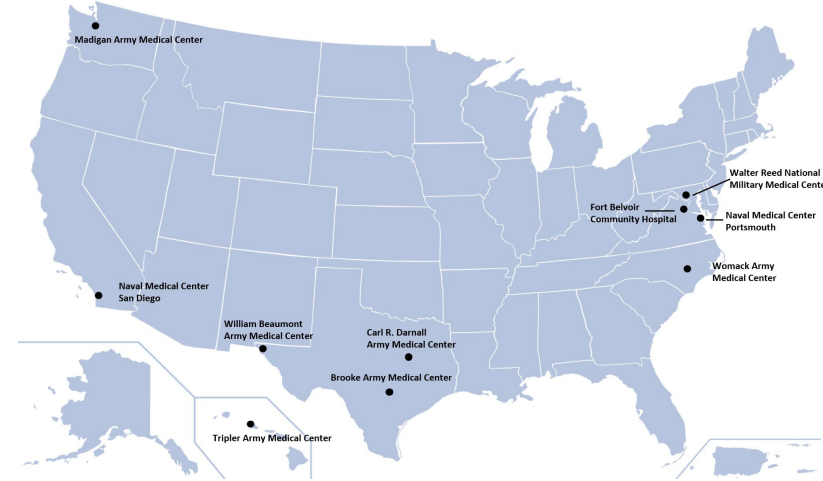 Madigan Army Medical Center
Walter Reed National
Military Medical Cente
Fort Belvoir
Community Hospital
Naval Medical Center
Portsmouth
Womack Army
Medical Center
Naval Medical Center
San Diego
William Beaumont
Army Medical Center
Carl R. Darnall
Army Medical Center
Brooke Army Medical Center
Tripler Army Medical Center